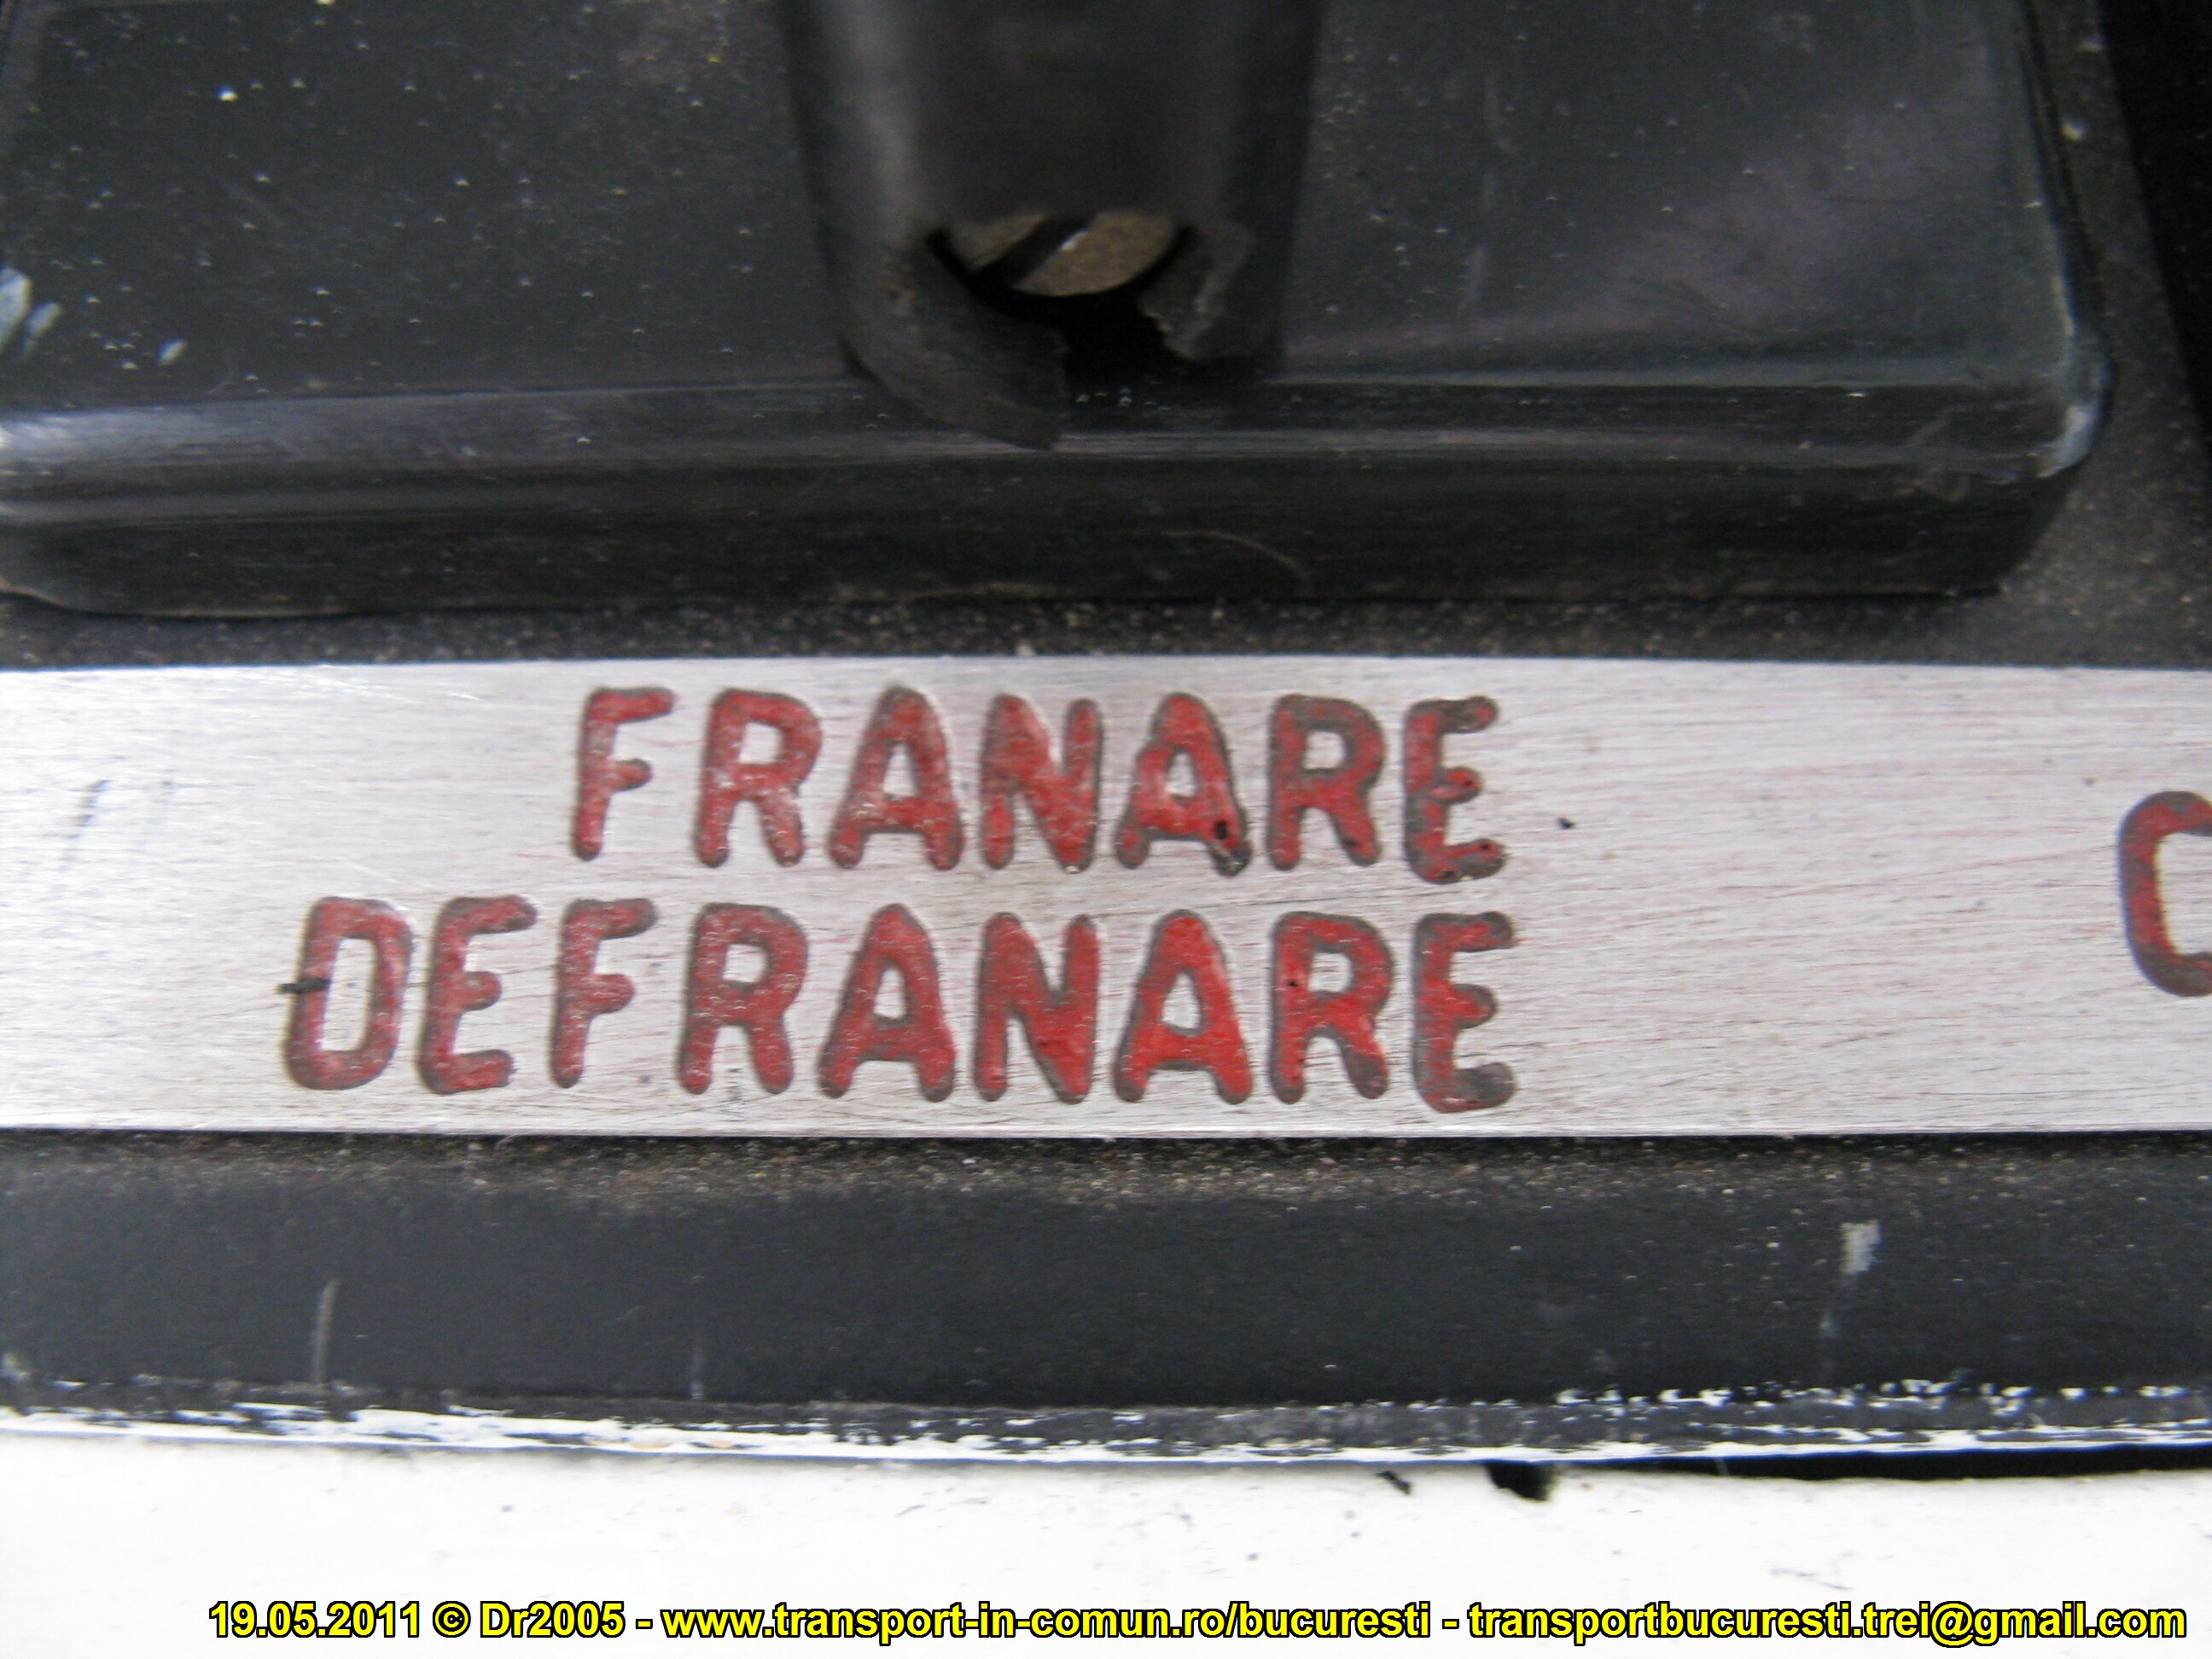 FRANARE
DEFRANARE
19.05.2011 © Dr2005 - www.transport-in-comun.ro/bucuresti - transportbucuresti.trei@gmail.com